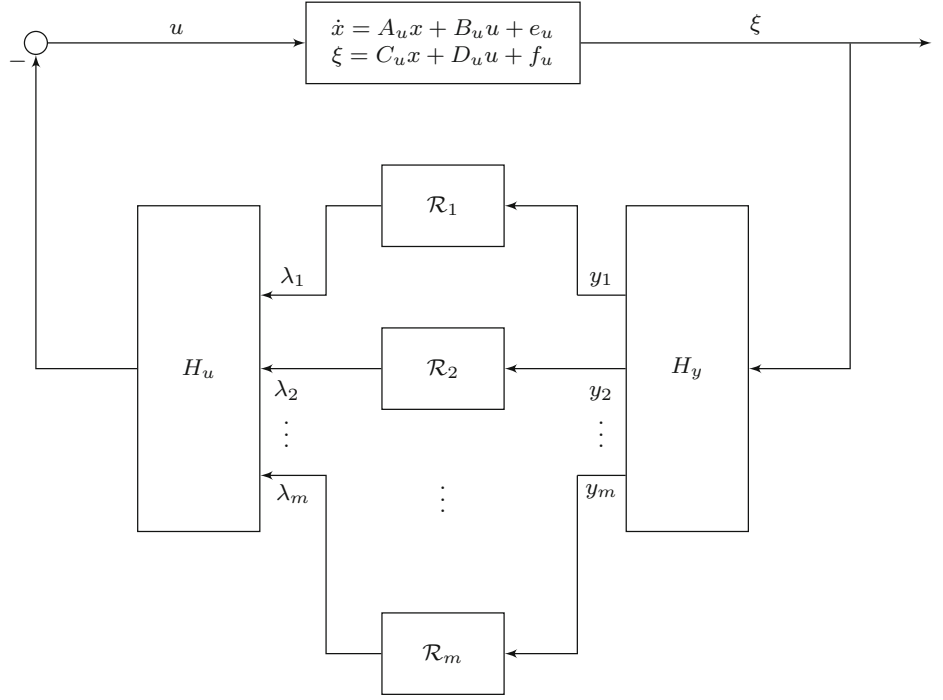 u
ẋ = A_u x + B_u u + e_u
ξ = C_u x + D_u u + f_u
ξ
−
R_1
λ_1
y_1
H_u
R_2
H_y
λ_2
y_2
⋮
⋮
λ_m
⋮
y_m
R_m